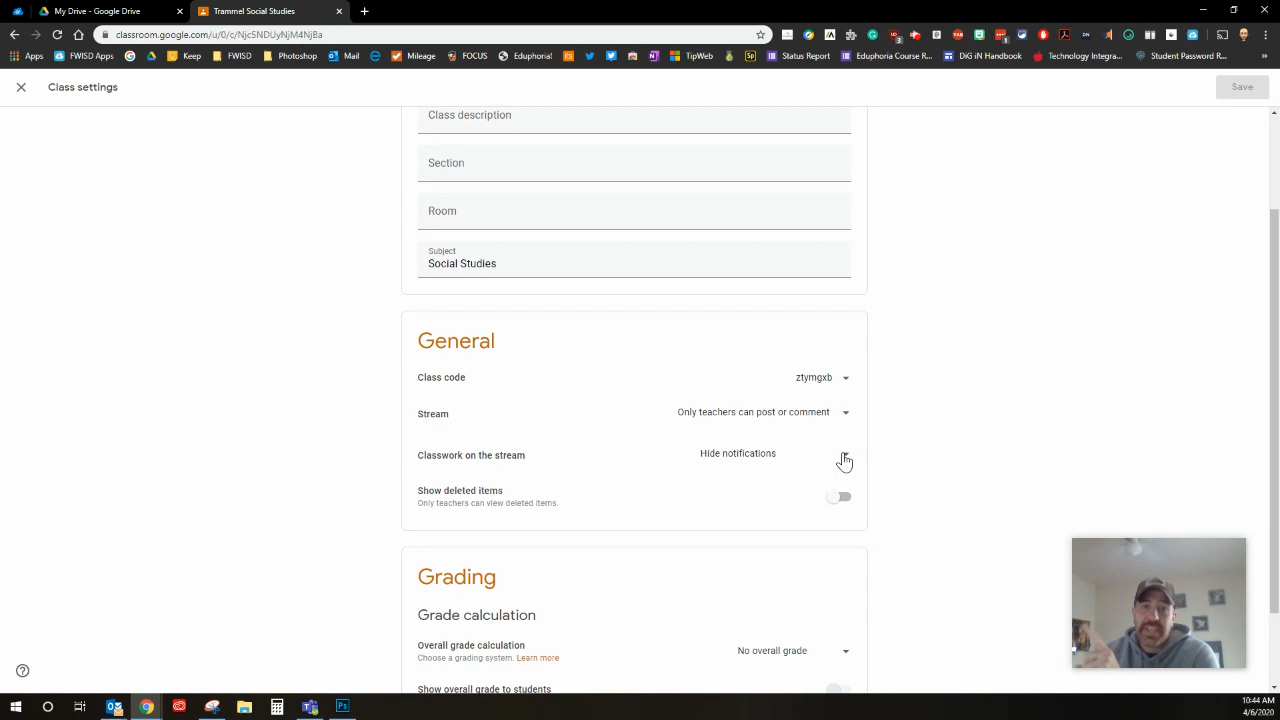 My Drive - Google Drive
Trammel Social Studies
classroom.google.com/u/0/c/Njc5NDUyNjM4NjBa
Apps FWISD Apps Keep FWISD Photoshop Mail Mileage FOCUS Eduphoria! TipWeb Status Report Euphoria Course R... DiG iN Handbook Technology Integra... Student Password R... »
Class settings
Save
Class description
Section
Room
Subject
Social Studies
General
Class code ztymgxb
Stream Only teachers can post or comment
Classwork on the stream Hide notifications
Show deleted items
Only teachers can view deleted items.
Grading
Grade calculation
Overall grade calculation No overall grade
Choose a grading system. Learn more
Show overall grade to students
10:44 AM
4/6/2020